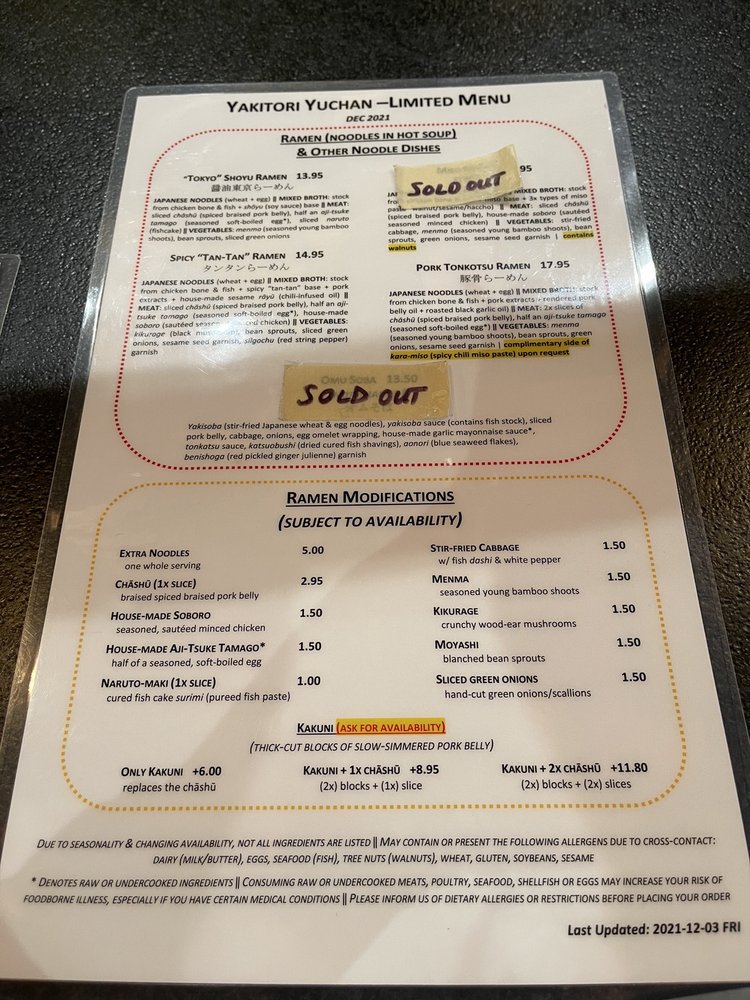 YAKITORI YUCHAN –LIMITED MENU
DEC 2021
RAMEN (NOODLES IN HOT SOUP)
& OTHER NOODLE DISHES
"TOKYO" SHOYU RAMEN 13.95
醤油東京らーめん
JAPANESE NOODLES (wheat + egg) || MIXED BROTH: stock
from chicken bone & fish + shōyu (soy sauce) base || MEAT:
sliced chāshū (spiced braised pork belly), half an aji-tsuke
tamago (seasoned soft-boiled egg*), sliced naruto
(fishcake) || VEGETABLES: menma (seasoned young bamboo
shoots), bean sprouts, sliced green onions
SPICY "TAN-TAN" RAMEN 14.95
タンタンらーめん
JAPANESE NOODLES (wheat + egg) || MIXED BROTH: stock
from chicken bone & fish + spicy "tan-tan" base + pork
extracts + house-made sesame rāyū (chili-infused oil) ||
MEAT: sliced chāshū (spiced braised pork belly), half an aji-
tsuke tamago (seasoned soft-boiled egg*), house-made
soboro (sautéed seasoned minced chicken) || VEGETABLES:
kikurage (black mushroom), bean sprouts, sliced green
onions, sesame seed garnish, silgochu (red string pepper)
garnish
95
SOLD OUT
MIXED BROTH: stock
miso base + 3x types of miso
paste- walnut/sesame/haccho) || MEAT: sliced chāshū
(spiced braised pork belly), house-made soboro (sautéed
seasoned minced chicken) || VEGETABLES: stir-fried
cabbage, menma (seasoned young bamboo shoots), bean
sprouts, green onions, sesame seed garnish | contains
walnuts
PORK TONKOTSU RAMEN 17.95
豚骨らーめん
JAPANESE NOODLES (wheat + egg) || MIXED BROTH: stock
from chicken bone & fish + pork extracts + rendered pork
belly oil + roasted black garlic oil) || MEAT: 2x slices of
chāshū (spiced braised pork belly), half an aji-tsuke tamago
(seasoned soft-boiled egg*) || VEGETABLES: menma
(seasoned young bamboo shoots), bean sprouts, green
onions, sesame seed garnish | complimentary side of
kara-miso (spicy chili miso paste) upon request
OMU SOBA 13.50
SOLD OUT
Yakisoba (stir-fried Japanese wheat & egg noodles), yakisoba sauce (contains fish stock), sliced
pork belly, cabbage, onions, egg omelet wrapping, house-made garlic mayonnaise sauce*,
tonkatsu sauce, katsuobushi (dried cured fish shavings), aonori (blue seaweed flakes),
benishoga (red pickled ginger julienne) garnish
RAMEN MODIFICATIONS
(SUBJECT TO AVAILABILITY)
EXTRA NOODLES 5.00
one whole serving
CHĀSHŪ (1X SLICE) 2.95
braised spiced braised pork belly
HOUSE-MADE SOBORO 1.50
seasoned, sautéed minced chicken
HOUSE-MADE AJI-TSUKE TAMAGO* 1.50
half of a seasoned, soft-boiled egg
NARUTO-MAKI (1X SLICE) 1.00
cured fish cake surimi (pureed fish paste)
STIR-FRIED CABBAGE 1.50
w/ fish dashi & white pepper
MENMA 1.50
seasoned young bamboo shoots
KIKURAGE 1.50
crunchy wood-ear mushrooms
MOYASHI 1.50
blanched bean sprouts
SLICED GREEN ONIONS 1.50
hand-cut green onions/scallions
KAKUNI (ASK FOR AVAILABILITY)
(THICK-CUT BLOCKS OF SLOW-SIMMERED PORK BELLY)
ONLY KAKUNI +6.00
replaces the chāshū
KAKUNI + 1X CHĀSHŪ +8.95
(2x) blocks + (1x) slice
KAKUNI + 2X CHĀSHŪ +11.80
(2x) blocks + (2x) slices
DUE TO SEASONALITY & CHANGING AVAILABILITY, NOT ALL INGREDIENTS ARE LISTED || MAY CONTAIN OR PRESENT THE FOLLOWING ALLERGENS DUE TO CROSS-CONTACT:
DAIRY (MILK/BUTTER), EGGS, SEAFOOD (FISH), TREE NUTS (WALNUTS), WHEAT, GLUTEN, SOYBEANS, SESAME
* DENOTES RAW OR UNDERCOOKED INGREDIENTS || CONSUMING RAW OR UNDERCOOKED MEATS, POULTRY, SEAFOOD, SHELLFISH OR EGGS MAY INCREASE YOUR RISK OF
FOODBORNE ILLNESS, ESPECIALLY IF YOU HAVE CERTAIN MEDICAL CONDITIONS || PLEASE INFORM US OF DIETARY ALLERGIES OR RESTRICTIONS BEFORE PLACING YOUR ORDER
Last Updated: 2021-12-03 FRI